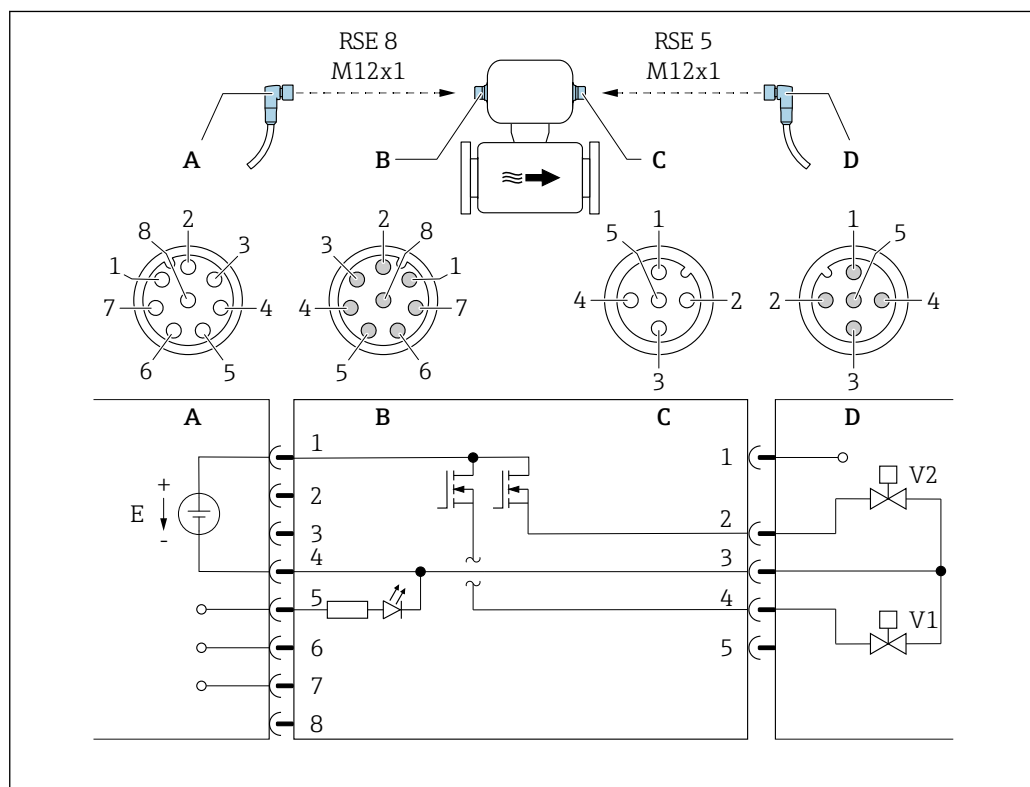 RSE 8 RSE 5
M12x1 M12x1
A B C D
2 2 1 1
8 3 3 8 5 5
1 1
7 4 4 7 4 2 2 4
6 5 5 6 3 3
A B C D
1 1
+ 2 V2
E 3 2
- 4 3
5 4
6 V1
7 5
8